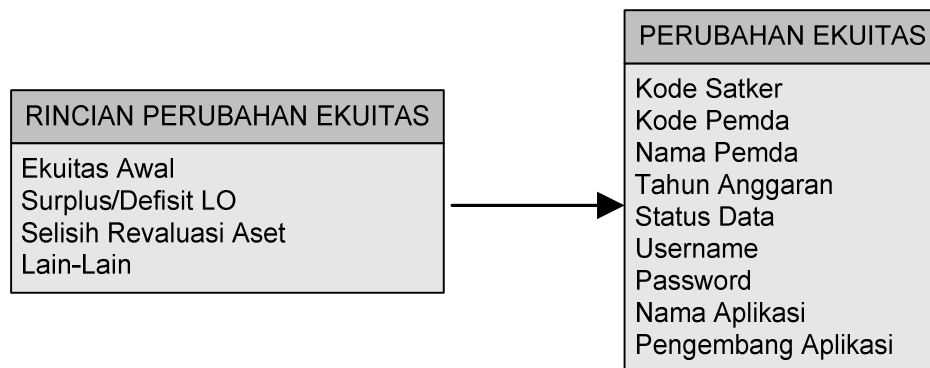 RINCIAN PERUBAHAN EKUITAS
Ekuitas Awal
Surplus/Defisit LO
Selisih Revaluasi Aset
Lain-Lain
PERUBAHAN EKUITAS
Kode Satker
Kode Pemda
Nama Pemda
Tahun Anggaran
Status Data
Username
Password
Nama Aplikasi
Pengembang Aplikasi